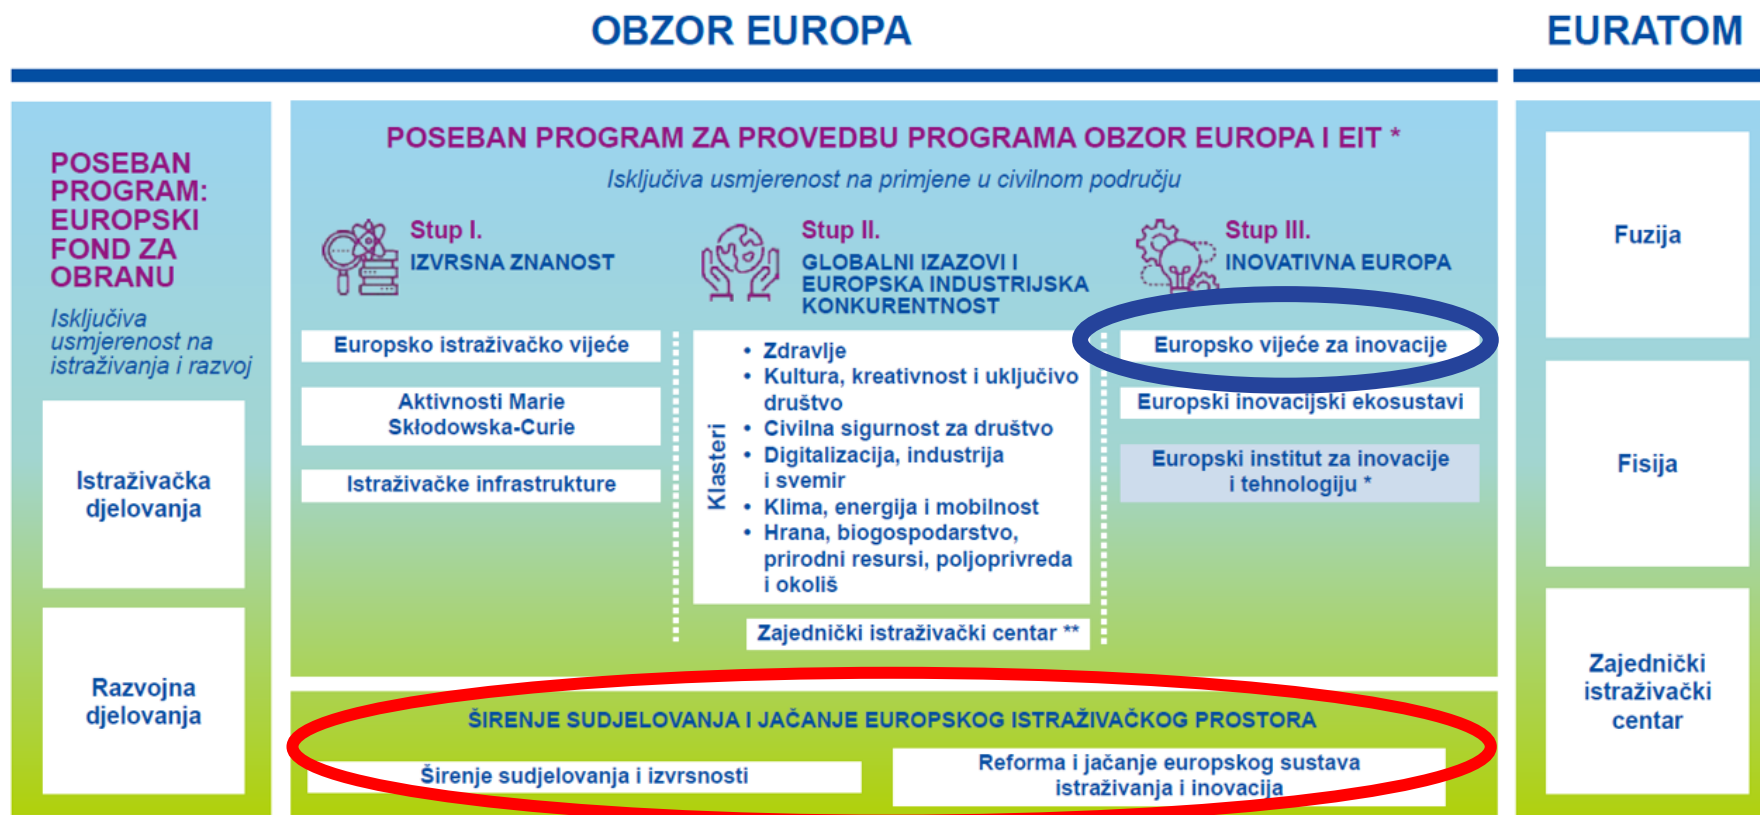 OBZOR EUROPA
EURATOM
POSEBAN
PROGRAM:
EUROPSKI
FOND ZA
OBRANU
Isključiva
usmjerenost na
istraživanja i razvoj
Istraživačka
djelovanja
Razvojna
djelovanja
POSEBAN PROGRAM ZA PROVEDBU PROGRAMA OBZOR EUROPA I EIT *
Isključiva usmjerenost na primjene u civilnom području
Stup I.
IZVRSNA ZNANOST
Europsko istraživačko vijeće
Aktivnosti Marie
Skłodowska-Curie
Istraživačke infrastrukture
Stup II.
GLOBALNI IZAZOVI I
EUROPSKA INDUSTRIJSKA
KONKURENTNOST
Klasteri
• Zdravlje
• Kultura, kreativnost i uključivo
društvo
• Civilna sigurnost za društvo
• Digitalizacija, industrija
i svemir
• Klima, energija i mobilnost
• Hrana, biogospodarstvo,
prirodni resursi, poljoprivreda
i okoliš
Zajednički istraživački centar **
Stup III.
INOVATIVNA EUROPA
Europsko vijeće za inovacije
Europski inovacijski ekosustavi
Europski institut za inovacije
i tehnologiju *
ŠIRENJE SUDJELOVANJA I JAČANJE EUROPSKOG ISTRAŽIVAČKOG PROSTORA
Širenje sudjelovanja i izvrsnosti
Reforma i jačanje europskog sustava
istraživanja i inovacija
Fuzija
Fisija
Zajednički
istraživački
centar